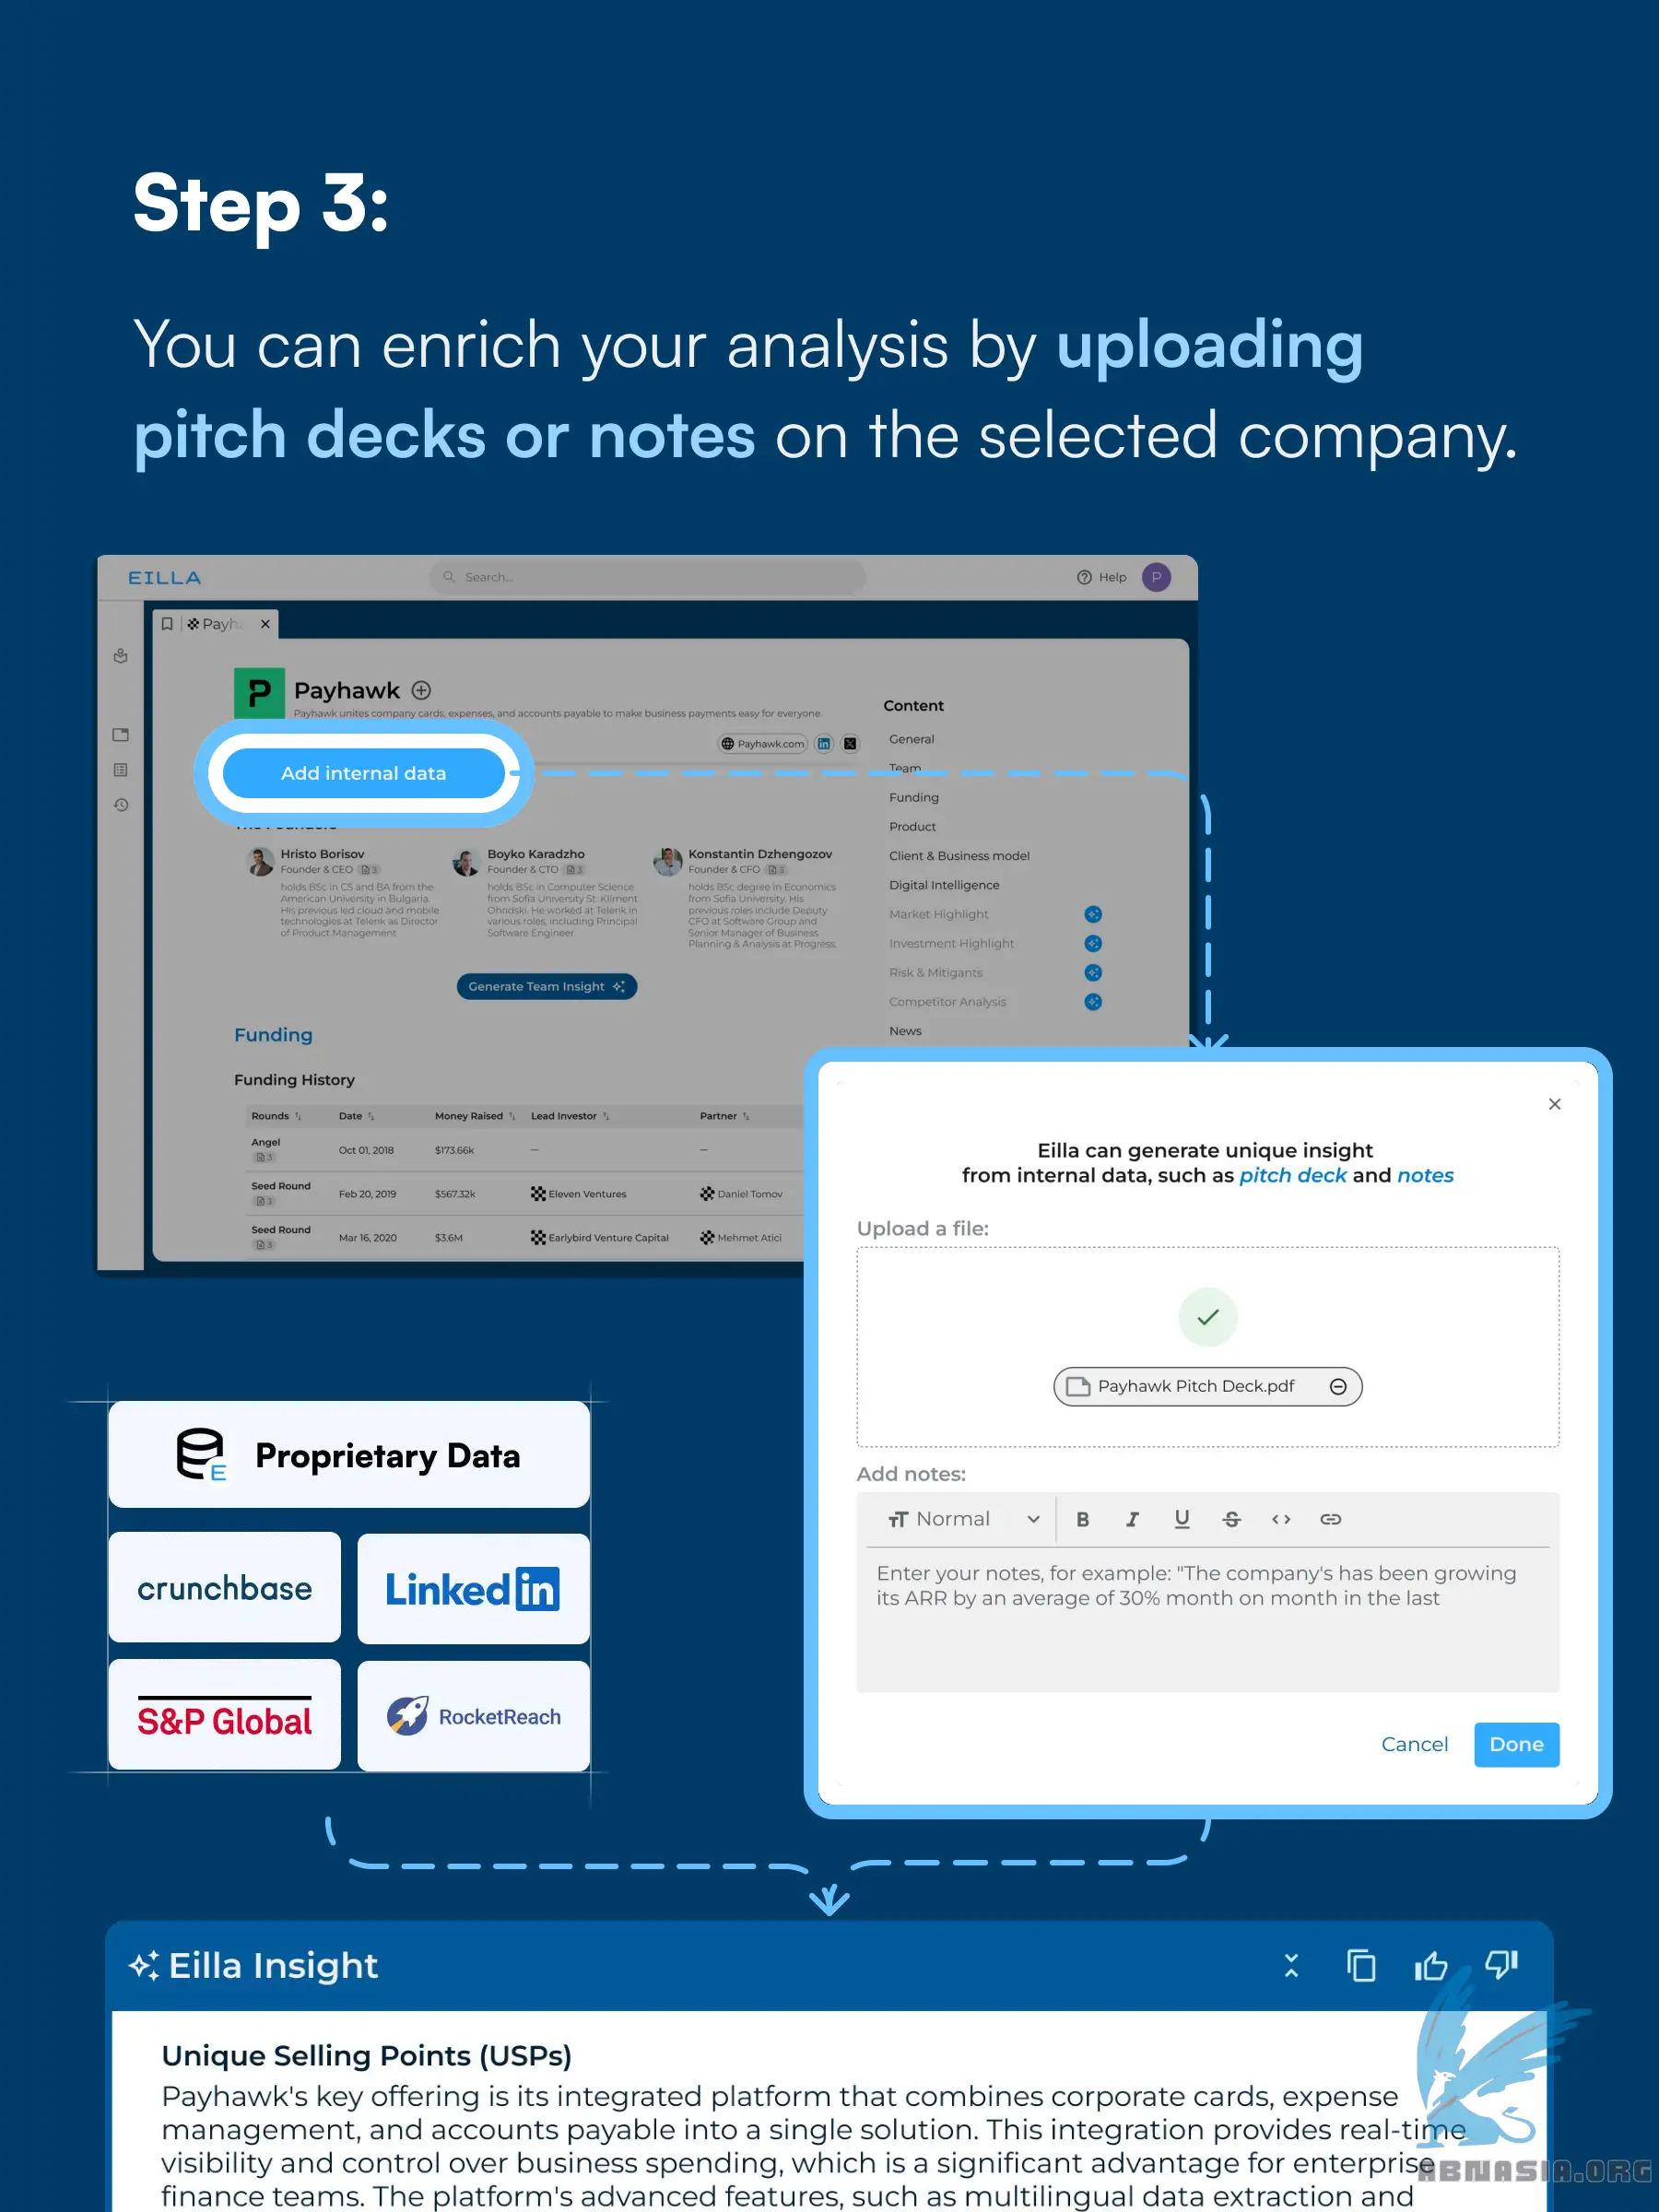 Step 3:
You can enrich your analysis by uploading
pitch decks or notes on the selected company.
EILLA
Search...
Help
P
Payh
Payhawk
Payhawk unites company cards, expenses, and accounts payable to make business payments easy for everyone.
Payhawk.com
Add internal data
Hristo Borisov
Founder & CEO 3
holds BSc in CS and BA from the
American University in Bulgaria.
His previous led cloud and mobile
technologies at Telerik as Director
of Product Management
Boyko Karadzho
Founder & CTO 3
holds BSc in Computer Science
from Sofia University St. Kliment
Ohridski. He worked at Telerik in
various roles, including Principal
Software Engineer
Konstantin Dzhengozov
Founder & CFO 3
holds BSc degree in Economics
from Sofia University. His
previous roles include Deputy
CFO at Software Group and
Senior Manager of Business
Planning & Analysis at Progress.
Generate Team Insight
Content
General
Team
Funding
Product
Client & Business model
Digital Intelligence
Market Highlight
Investment Highlight
Risk & Mitigants
Competitor Analysis
News
Funding
Funding History
Rounds Date Money Raised Lead Investor Partner
Angel
3
Oct 01, 2018 $173.66k — —
Seed Round
3
Feb 20, 2019 $567.32k Eleven Ventures Daniel Tomov
Seed Round
3
Mar 16, 2020 $3.6M Earlybird Venture Capital Mehmet Atici
Eilla can generate unique insight
from internal data, such as pitch deck and notes
Upload a file:
Payhawk Pitch Deck.pdf
Add notes:
Normal B I U S
Enter your notes, for example: "The company's has been growing
its ARR by an average of 30% month on month in the last
Cancel Done
E
Proprietary Data
crunchbase
Linkedin
S&P Global
RocketReach
Eilla Insight
Unique Selling Points (USPs)
Payhawk's key offering is its integrated platform that combines corporate cards, expense
management, and accounts payable into a single solution. This integration provides real-time
visibility and control over business spending, which is a significant advantage for enterprise
finance teams. The platform's advanced features, such as multilingual data extraction and
ABNASIA.ORG